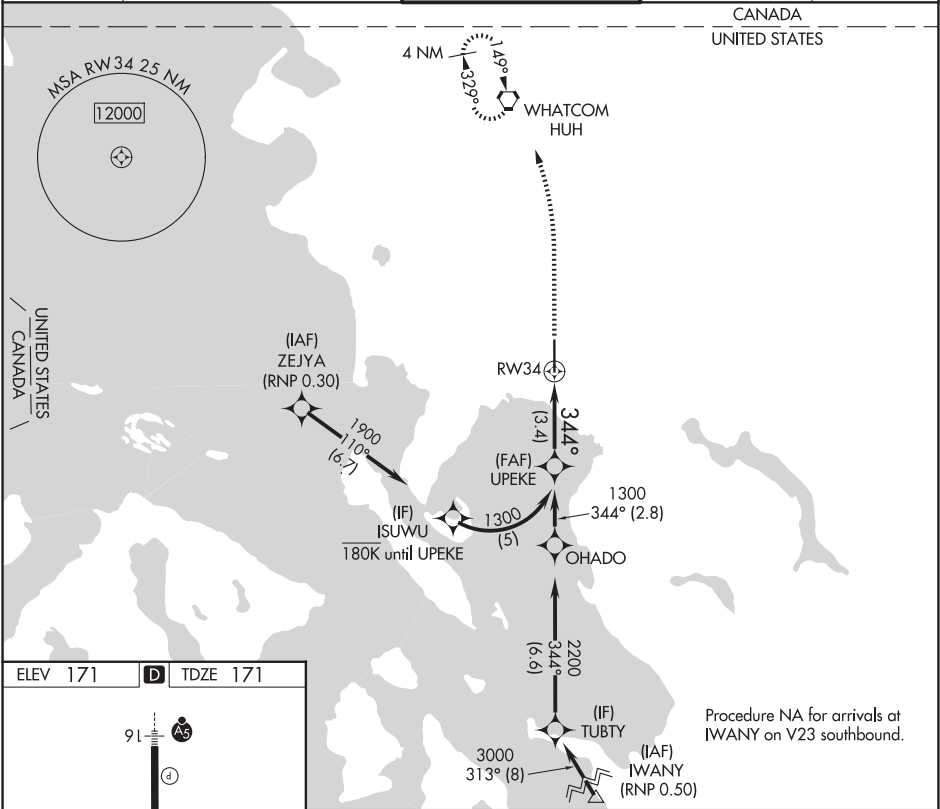 CANADA
UNITED STATES
MSA RW34 25 NM
12000
4 NM
149°
329°
WHATCOM
HUH
UNITED STATES
CANADA
(IAF)
ZEJYA
(RNP 0.30)
1900
110°
(6.7)
RW34
344°
(3.4)
(FAF)
UPEKE
(IF)
ISUWU
180K until UPEKE
1300
(5)
1300
344° (2.8)
OHADO
2200
344°
(6.6)
(IF)
TUBTY
3000
313° (8)
(IAF)
IWANY
(RNP 0.50)
Procedure NA for arrivals at
IWANY on V23 southbound.
ELEV 171 D TDZE 171
16
A5
P